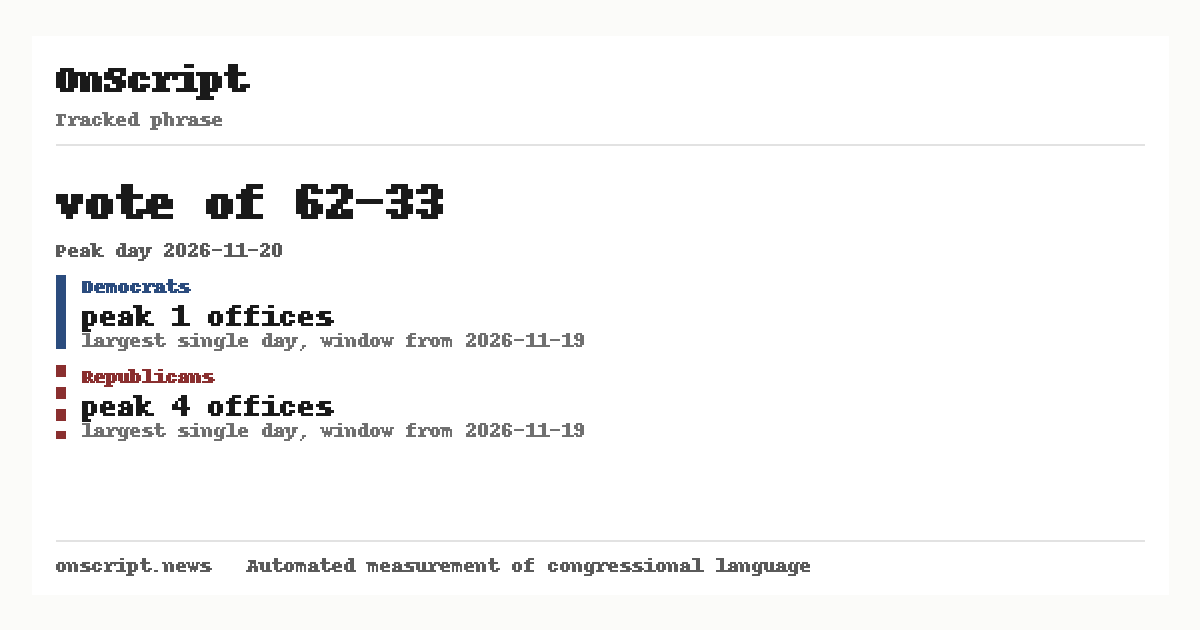 OnScript
Tracked phrase
vote of 62-33
Peak day 2026-11-20
Democrats
peak 1 offices
largest single day, window from 2026-11-19
Republicans
peak 4 offices
largest single day, window from 2026-11-19
onscript.news Automated measurement of congressional language